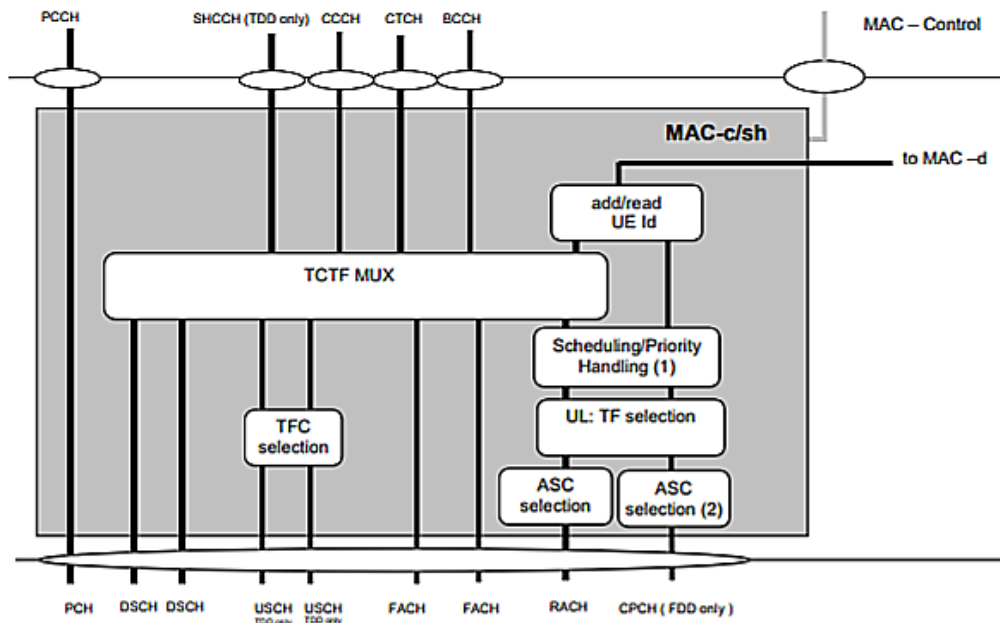 PCCH
SHCCH (TDD only)
CCCH
CTCH
BCCH
MAC – Control
MAC-c/sh
to MAC –d
add/read
UE Id
TCTF MUX
Scheduling/Priority
Handling (1)
TFC
selection
UL: TF selection
ASC
selection
ASC
selection (2)
PCH
DSCH
DSCH
USCH
TDD only
USCH
TDD only
FACH
FACH
RACH
CPCH ( FDD only )